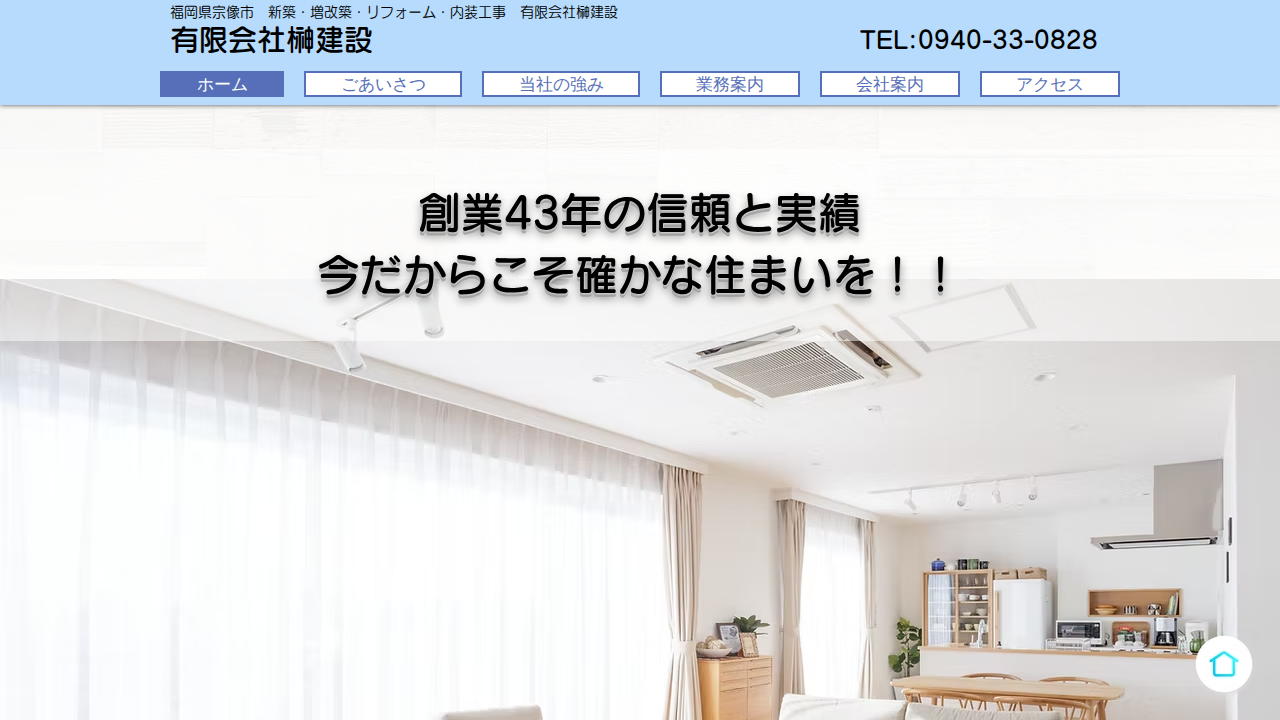 福岡県宗像市　新築・増改築・リフォーム・内装工事　有限会社榊建設
有限会社榊建設
TEL:0940-33-0828
ホーム
ごあいさつ
当社の強み
業務案内
会社案内
アクセス
創業43年の信頼と実績
今だからこそ確かな住まいを！！